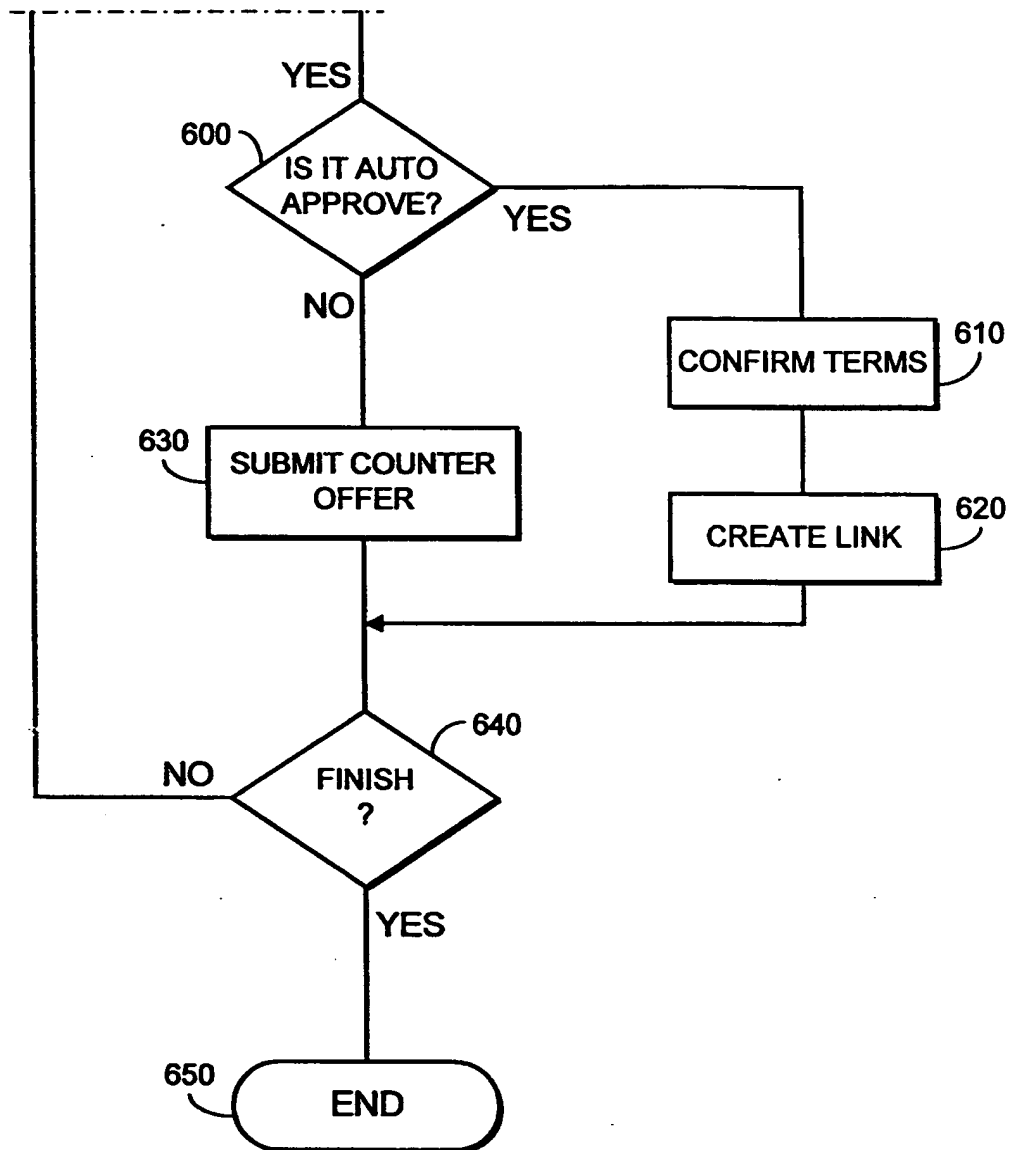 YES
600
IS IT AUTO
APPROVE?
YES
NO
610
CONFIRM TERMS
630
SUBMIT COUNTER
OFFER
620
CREATE LINK
640
NO
FINISH
?
YES
650
END